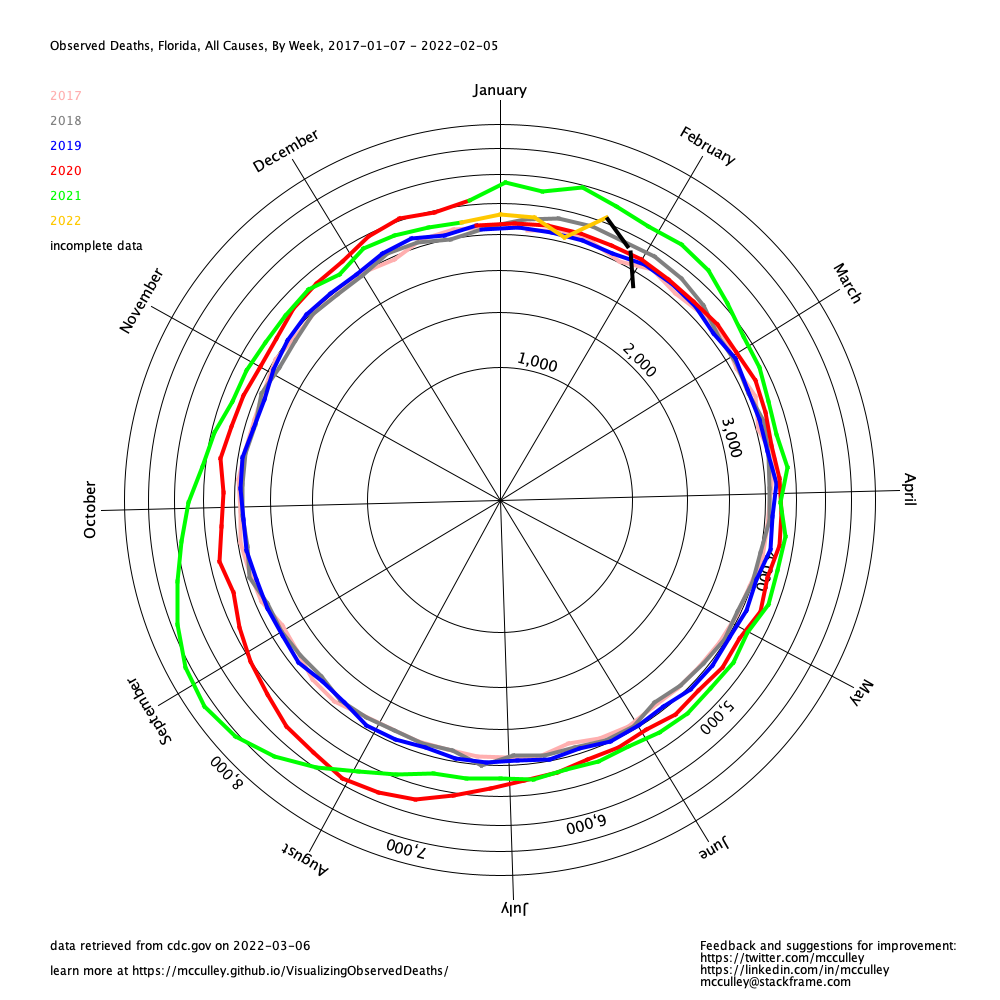 Observed Deaths, Florida, All Causes, By Week, 2017-01-07 - 2022-02-05
2017
2018
2019
2020
2021
2022
incomplete data
January
February
March
April
May
June
July
August
September
October
November
December
1,000
2,000
3,000
4,000
5,000
6,000
7,000
8,000
data retrieved from cdc.gov on 2022-03-06
learn more at https://mcculley.github.io/VisualizingObservedDeaths/
Feedback and suggestions for improvement:
https://twitter.com/mcculley
https://linkedin.com/in/mcculley
mcculley@stackframe.com